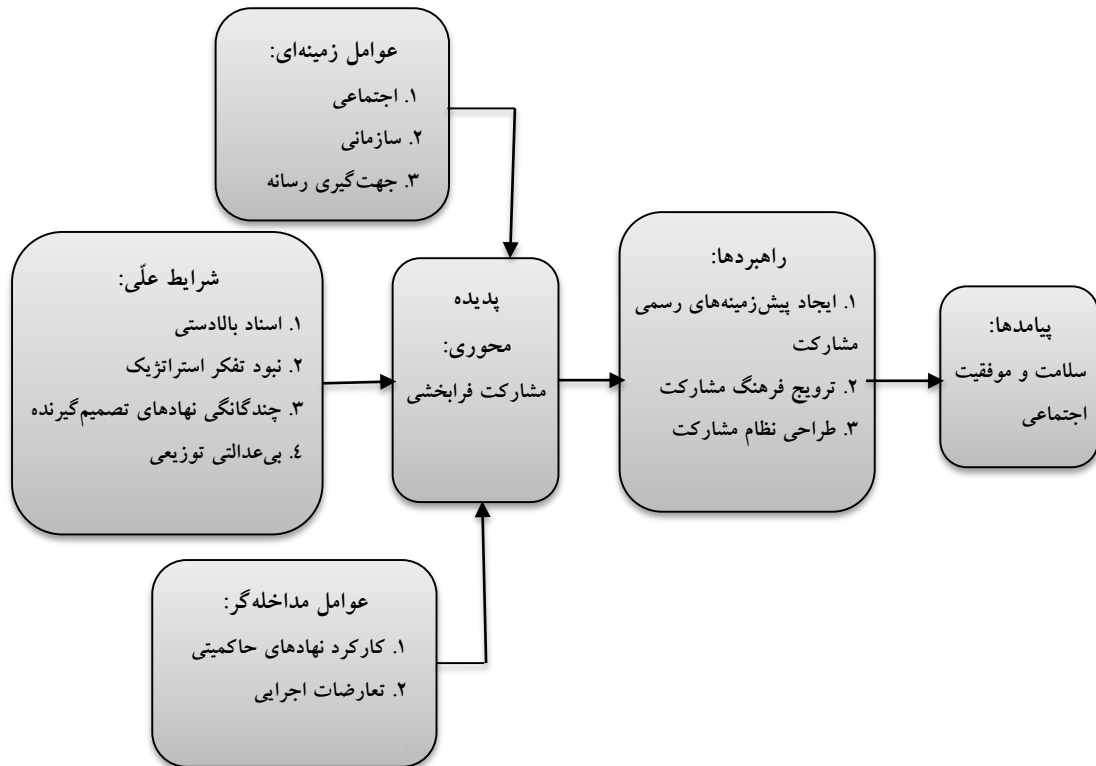 عوامل زمینه‌ای:
۱. اجتماعی
۲. سازمانی
۳. جهت‌گیری رسانه
شرایط علّی:
۱. اسناد بالادستی
۲. نبود تفکر استراتژیک
۳. چندگانگی نهادهای تصمیم‌گیرنده
٤. بی‌عدالتی توزیعی
عوامل مداخله‌گر:
۱. کارکرد نهادهای حاکمیتی
۲. تعارضات اجرایی
پدیده
محوری:
مشارکت فرابخشی
راهبردها:
۱. ایجاد پیش‌زمینه‌های رسمی
مشارکت
۲. ترویج فرهنگ مشارکت
۳. طراحی نظام مشارکت
پیامدها:
سلامت و موفقیت
اجتماعی